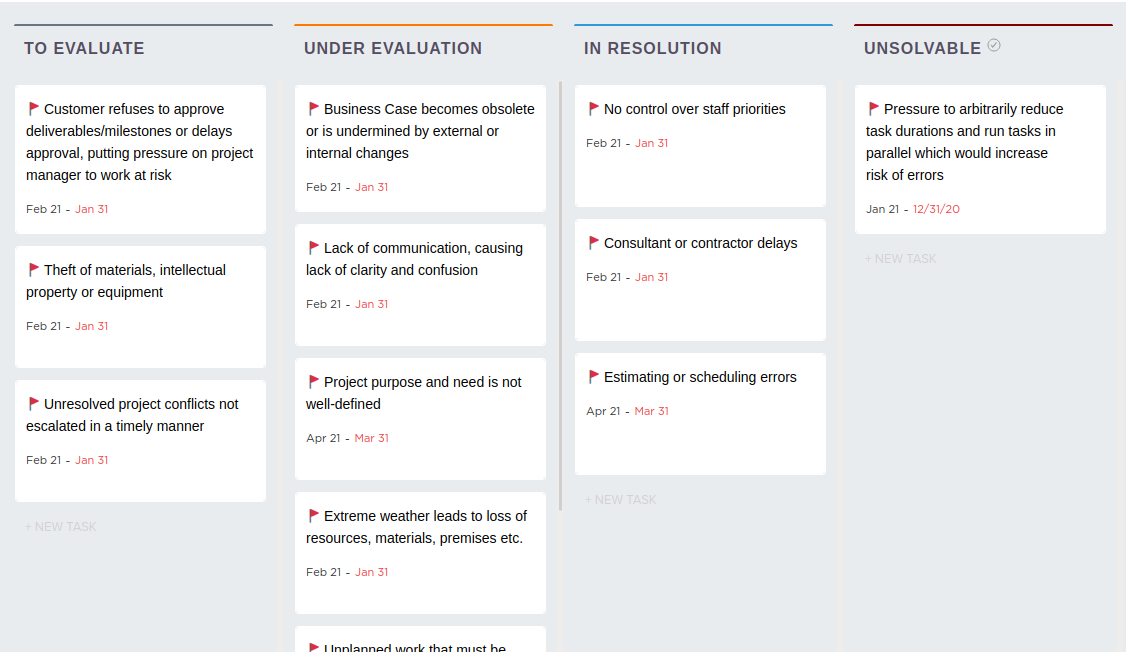 TO EVALUATE
Customer refuses to approve
deliverables/milestones or delays
approval, putting pressure on project
manager to work at risk
Feb 21 - Jan 31
Theft of materials, intellectual
property or equipment
Feb 21 - Jan 31
Unresolved project conflicts not
escalated in a timely manner
Feb 21 - Jan 31
+ NEW TASK
UNDER EVALUATION
Business Case becomes obsolete
or is undermined by external or
internal changes
Feb 21 - Jan 31
Lack of communication, causing
lack of clarity and confusion
Feb 21 - Jan 31
Project purpose and need is not
well-defined
Apr 21 - Mar 31
Extreme weather leads to loss of
resources, materials, premises etc.
Feb 21 - Jan 31
Unplanned work that must be
IN RESOLUTION
No control over staff priorities
Feb 21 - Jan 31
Consultant or contractor delays
Feb 21 - Jan 31
Estimating or scheduling errors
Apr 21 - Mar 31
+ NEW TASK
UNSOLVABLE
Pressure to arbitrarily reduce
task durations and run tasks in
parallel which would increase
risk of errors
Jan 21 - 12/31/20
+ NEW TASK